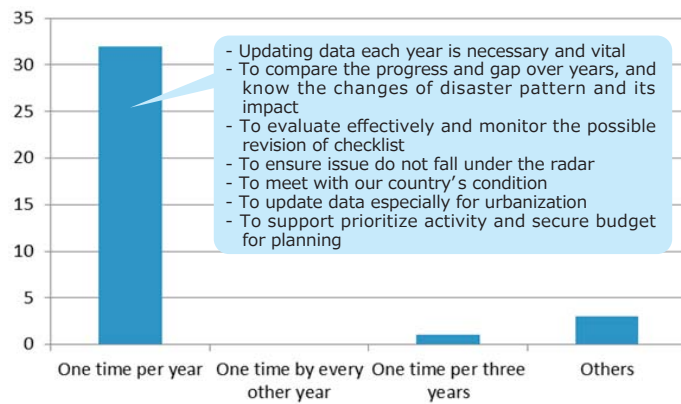 35
30
25
20
15
10
5
0
- Updating data each year is necessary and vital
- To compare the progress and gap over years, and
know the changes of disaster pattern and its
impact
- To evaluate effectively and monitor the possible
revision of checklist
- To ensure issue do not fall under the radar
- To meet with our country's condition
- To update data especially for urbanization
- To support prioritize activity and secure budget
for planning
One time per year
One time by every
other year
One time per three
years
Others